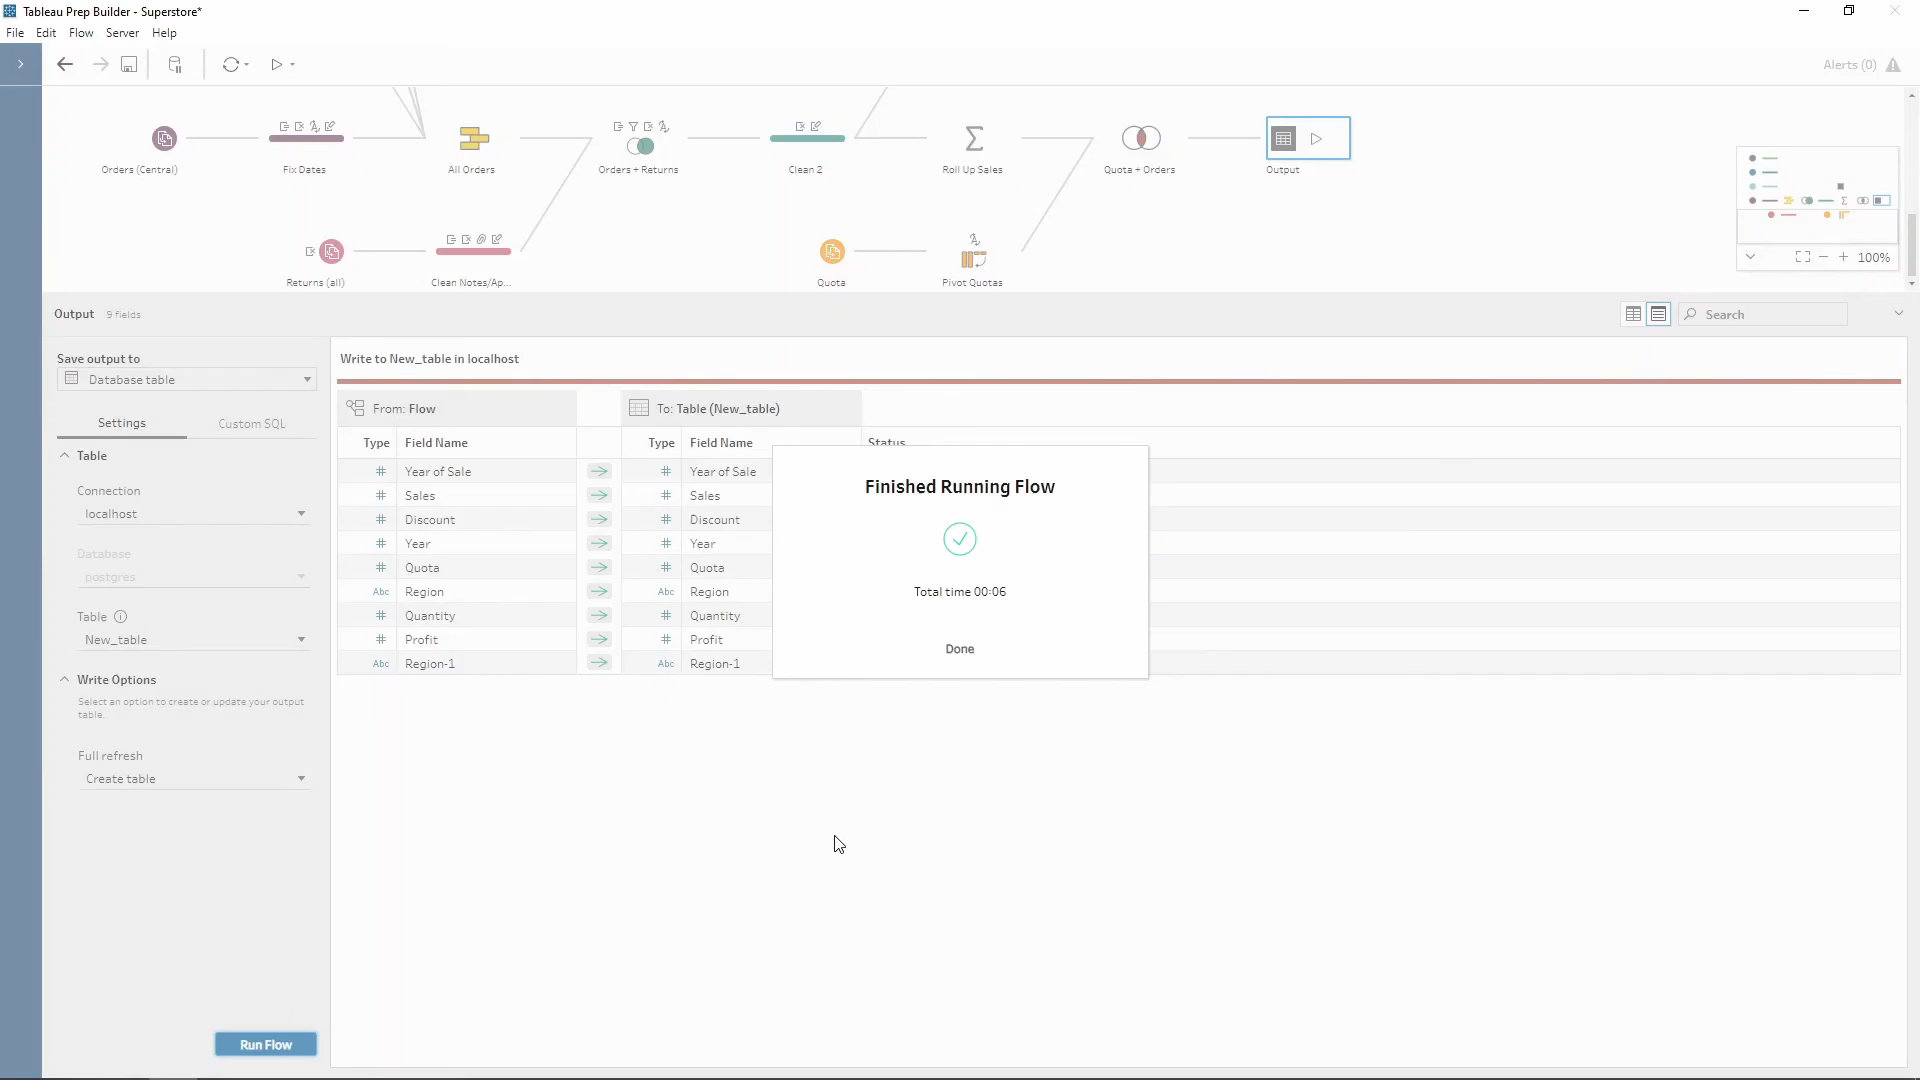 Tableau Prep Builder - Superstore*
File Edit Flow Server Help
Alerts (0)
Orders (Central)
Fix Dates
All Orders
Orders + Returns
Clean 2
Roll Up Sales
Quota + Orders
Output
Returns (all)
Clean Notes/Ap...
Quota
Pivot Quotas
100%
Output 9 fields
Search
Save output to
Database table
Settings Custom SQL
Table
Connection
localhost
Database
postgres
Table
New_table
Write Options
Select an option to create or update your output
table.
Full refresh
Create table
Run Flow
Write to New_table in localhost
From: Flow To: Table (New_table)
Type Field Name Type Field Name Status
# Year of Sale # Year of Sale
# Sales # Sales
# Discount # Discount
# Year # Year
# Quota # Quota
Abc Region Abc Region
# Quantity # Quantity
# Profit # Profit
Abc Region-1 Abc Region-1
Finished Running Flow
Total time 00:06
Done